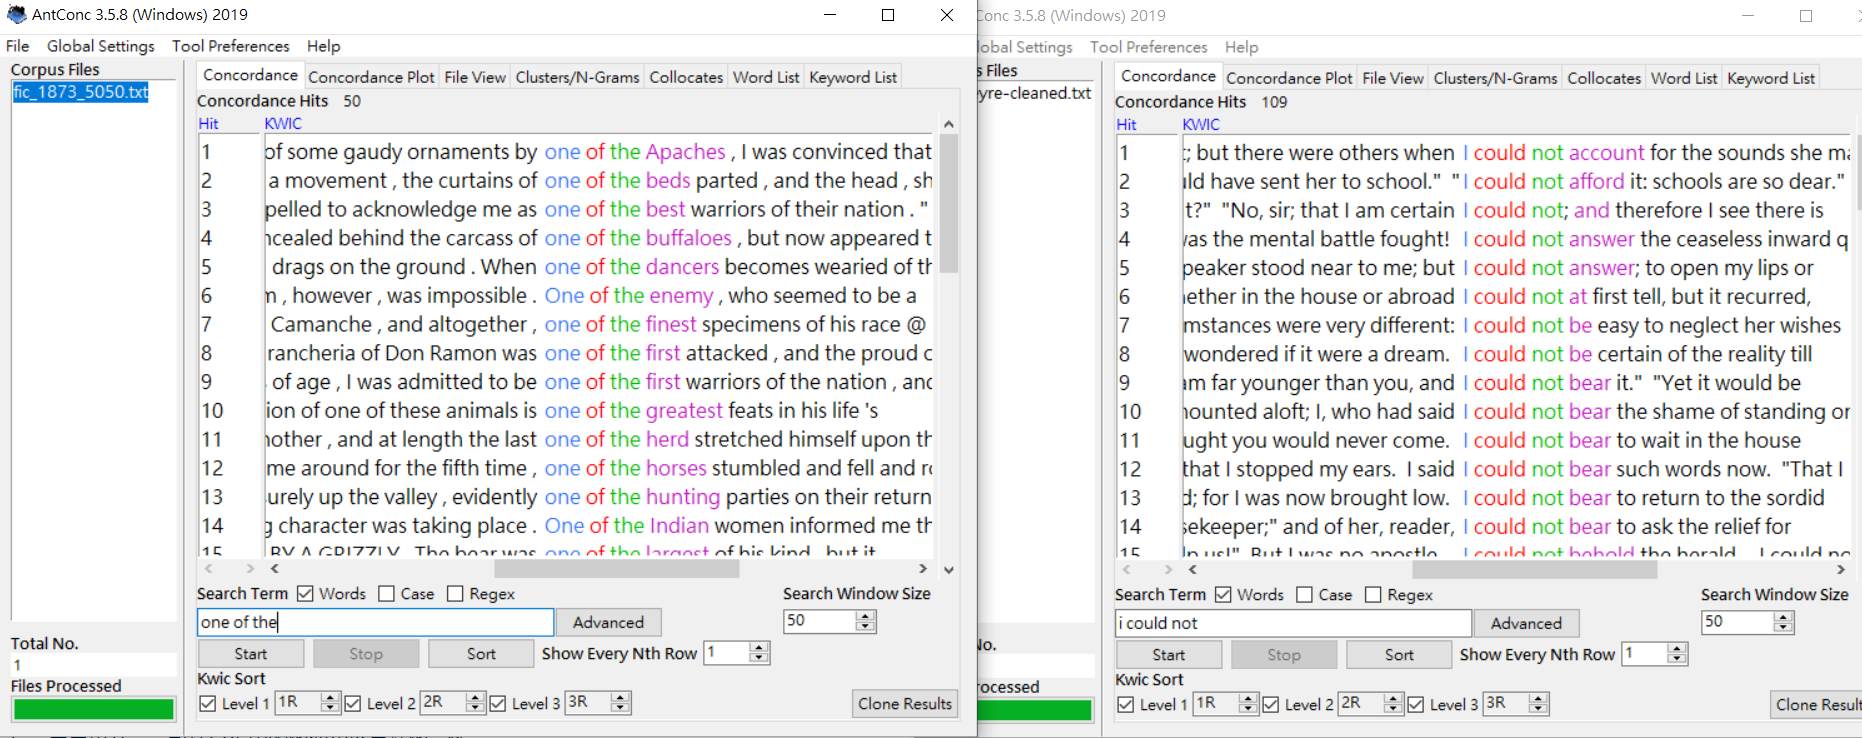 AntConc 3.5.8 (Windows) 2019
File Global Settings Tool Preferences Help
Corpus Files
fic_1873_5050.txt
Concordance Concordance Plot File View Clusters/N-Grams Collocates Word List Keyword List
Concordance Hits 50
Hit KWIC
1 of some gaudy ornaments by one of the Apaches , I was convinced that
2 a movement , the curtains of one of the beds parted , and the head , sh
3 pelled to acknowledge me as one of the best warriors of their nation . "
4 ncealed behind the carcass of one of the buffaloes , but now appeared t
5 drags on the ground . When one of the dancers becomes wearied of th
6 m , however , was impossible . One of the enemy , who seemed to be a
7 Camanche , and altogether , one of the finest specimens of his race @
8 rancheria of Don Ramon was one of the first attacked , and the proud c
9 of age , I was admitted to be one of the first warriors of the nation , and
10 ion of one of these animals is one of the greatest feats in his life 's
11 nother , and at length the last one of the herd stretched himself upon th
12 me around for the fifth time , one of the horses stumbled and fell and ro
13 surely up the valley , evidently one of the hunting parties on their return
14 g character was taking place . One of the Indian women informed me th
15 BY A GRIZZLY . The bear was one of the largest of his kind , but it
Search Term Words Case Regex Search Window Size
one of the Advanced 50
Start Stop Sort Show Every Nth Row 1
Kwic Sort
Level 1 1R Level 2 2R Level 3 3R Clone Results
Total No.
1
Files Processed
Conc 3.5.8 (Windows) 2019
lobal Settings Tool Preferences Help
s Files
yre-cleaned.txt
Concordance Concordance Plot File View Clusters/N-Grams Collocates Word List Keyword List
Concordance Hits 109
Hit KWIC
1 t; but there were others when I could not account for the sounds she ma
2 uld have sent her to school." "I could not afford it: schools are so dear."
3 t?" "No, sir; that I am certain I could not; and therefore I see there is
4 was the mental battle fought! I could not answer the ceaseless inward q
5 peaker stood near to me; but I could not answer; to open my lips or
6 hether in the house or abroad I could not at first tell, but it recurred,
7 mstances were very different: I could not be easy to neglect her wishes
8 wondered if it were a dream. I could not be certain of the reality till
9 am far younger than you, and I could not bear it." "Yet it would be
10 nounted aloft; I, who had said I could not bear the shame of standing on
11 ught you would never come. I could not bear to wait in the house
12 that I stopped my ears. I said I could not bear such words now. "That I
13 d; for I was now brought low. I could not bear to return to the sordid
14 sekeeper;" and of her, reader, I could not bear to ask the relief for
15 lp us!" But I was no apostle, I could not behold the herald, I could no
Search Term Words Case Regex Search Window Size
i could not Advanced 50
Start Stop Sort Show Every Nth Row 1
Kwic Sort
Level 1 1R Level 2 2R Level 3 3R Clone Result
No.
rocessed